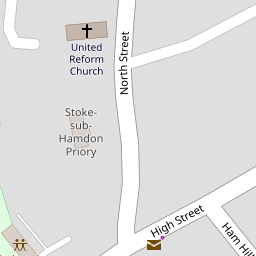 United
Reform
Church
North Street
Stoke-
sub-
Hamdon
Priory
High Street
Ham Hil